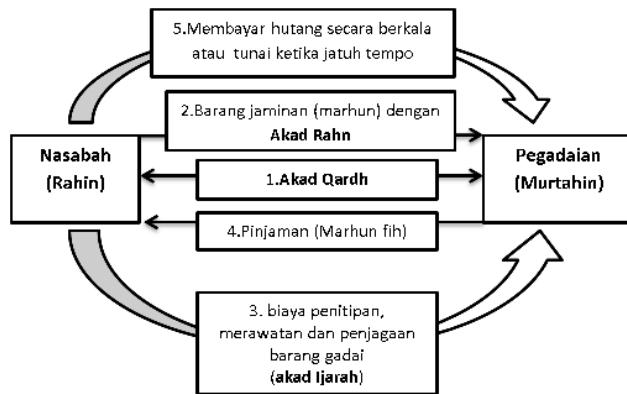 5.Membayar hutang secara berkala
atau tunai ketika jatuh tempo
2.Barang jaminan (marhun) dengan
Akad Rahn
Nasabah
(Rahin)
1.Akad Qardh
Pegadaian
(Murtahin)
4.Pinjaman (Marhun fih)
3. biaya penitipan,
merawatan dan penjagaan
barang gadai
(akad Ijarah)